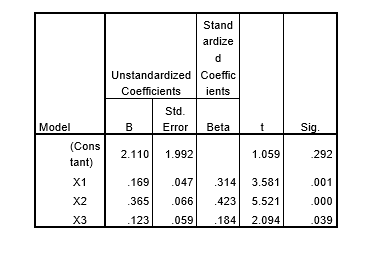 Stand
ardize
d
Unstandardized Coeffic
Coefficients ients
Std.
Model B Error Beta t Sig.
(Cons
tant) 2.110 1.992 1.059 .292
X1 .169 .047 .314 3.581 .001
X2 .365 .066 .423 5.521 .000
X3 .123 .059 .184 2.094 .039